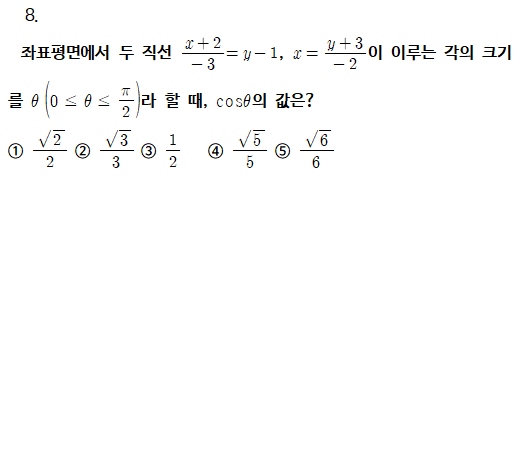 8.
좌표평면에서 두 직선 $\frac{x+2}{-3}=y-1$, $x=\frac{y+3}{-2}$이 이루는 각의 크기
를 $\theta\left(0\leq\theta\leq\frac{\pi}{2}\right)$라 할 때, $\cos\theta$의 값은?
① $\frac{\sqrt{2}}{2}$ ② $\frac{\sqrt{3}}{3}$ ③ $\frac{1}{2}$ ④ $\frac{\sqrt{5}}{5}$ ⑤ $\frac{\sqrt{6}}{6}$